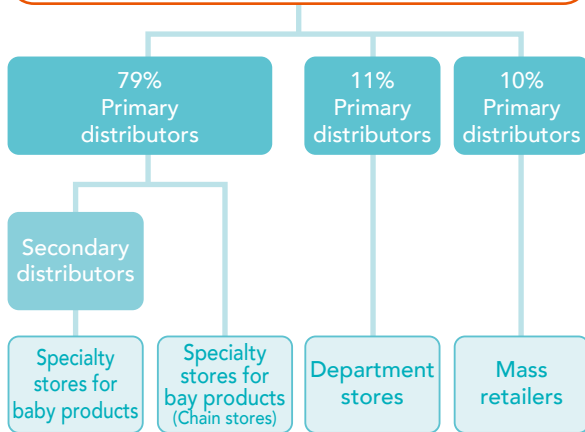 79%
Primary
distributors
11%
Primary
distributors
10%
Primary
distributors
Secondary
distributors
Specialty
stores for
baby products
Specialty
stores for
bay products
(Chain stores)
Department
stores
Mass
retailers